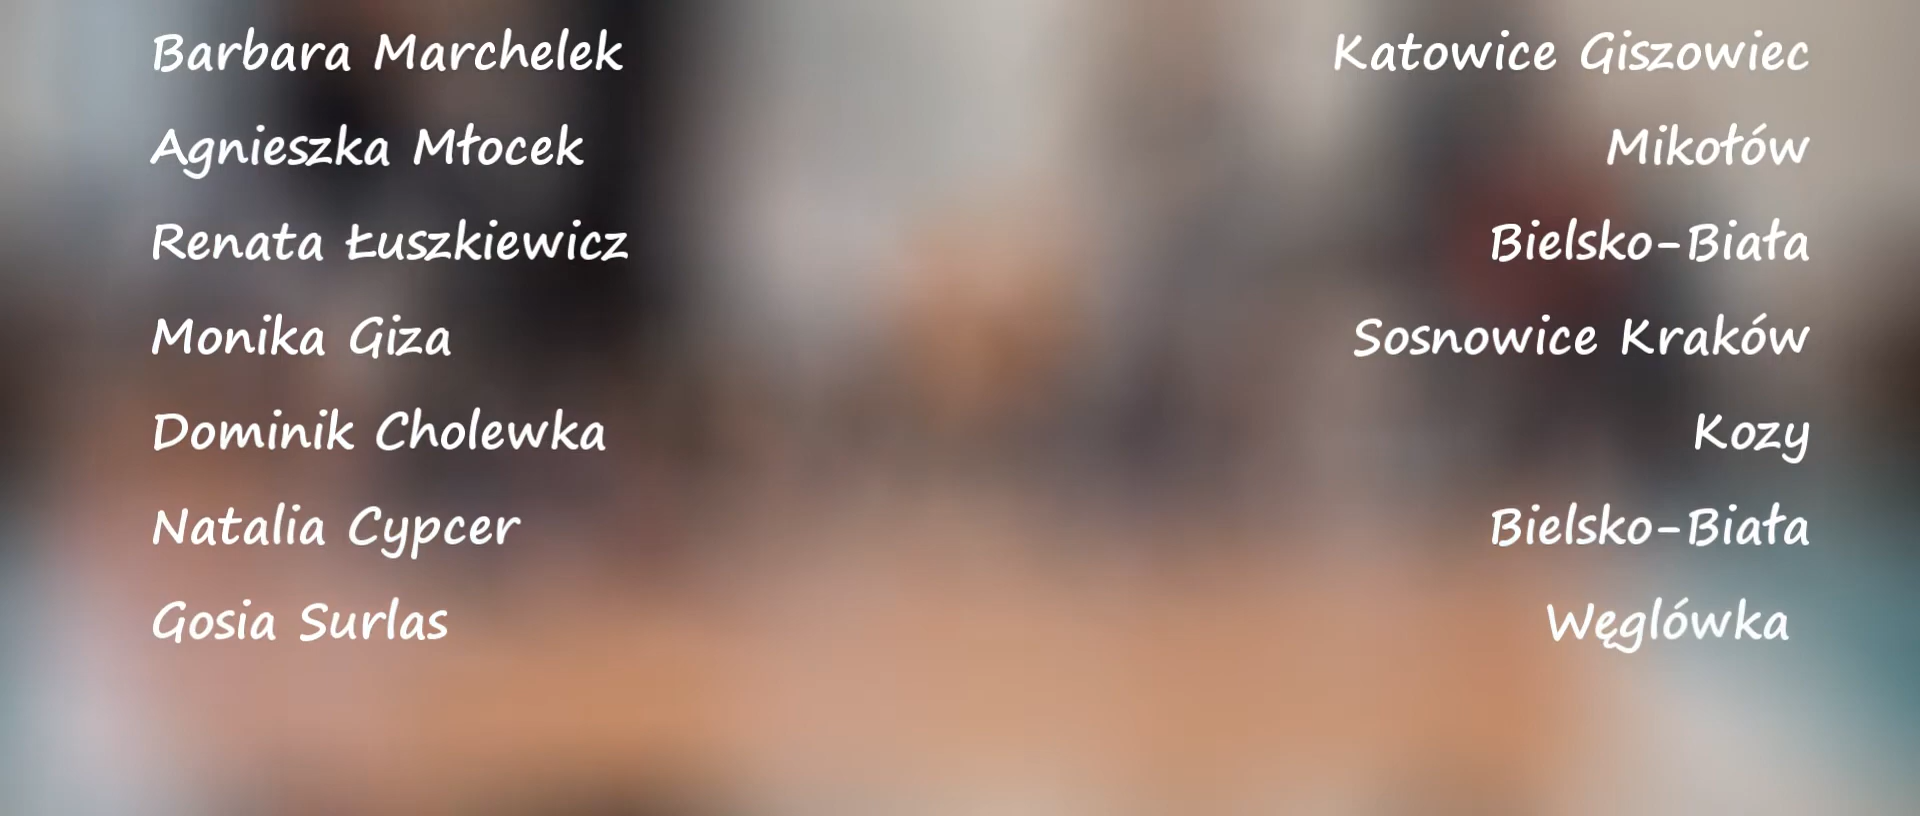 Barbara Marchelek Katowice Giszowiec
Agnieszka Młocek Mikołów
Renata Łuszkiewicz Bielsko-Biała
Monika Giza Sosnowice Kraków
Dominik Cholewka Kozy
Natalia Cypcer Bielsko-Biała
Gosia Surlas Węglówka